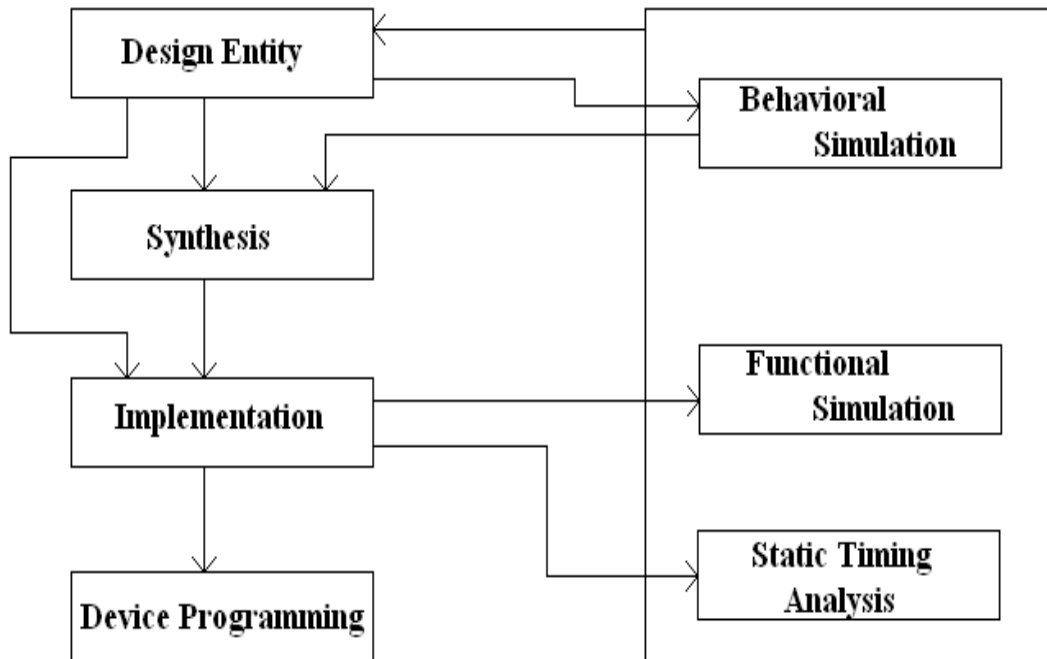 Design Entity
Behavioral
Simulation
Synthesis
Functional
Simulation
Implementation
Static Timing
Analysis
Device Programming